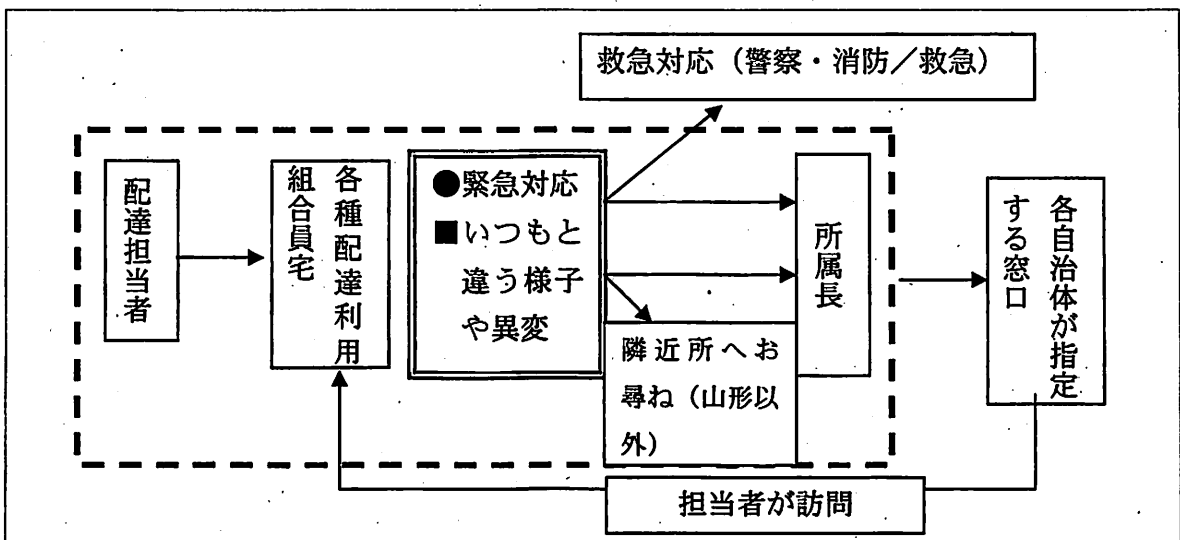 救急対応（警察・消防／救急）
配達担当者
各種配達利用
組合員宅
●緊急対応
■いつもと
違う様子
や異変
所属長
各自治体が指定
する窓口
隣近所へお
尋ね（山形以
外）
担当者が訪問